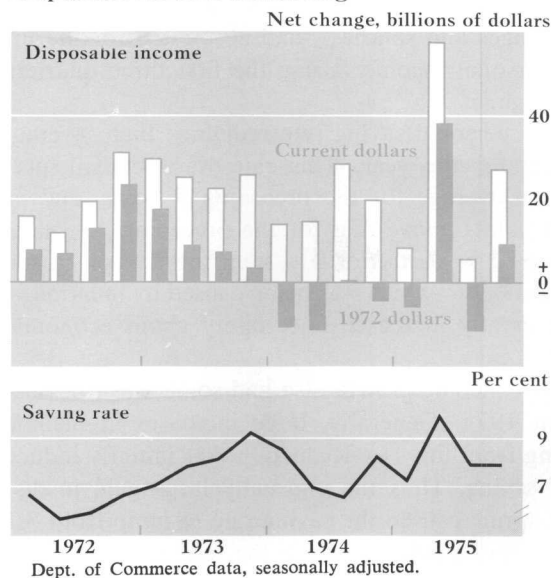 Net change, billions of dollars
Disposable income
40
Current dollars
20
+
0
−
1972 dollars
Per cent
Saving rate
9
7
1972 1973 1974 1975
Dept. of Commerce data, seasonally adjusted.